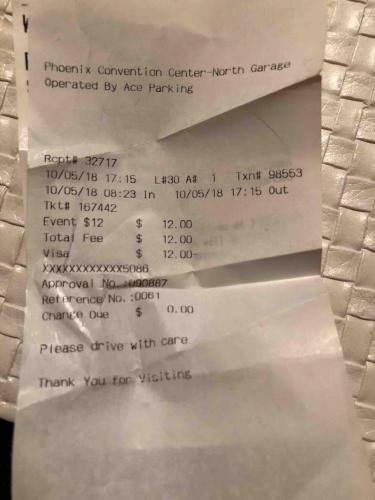 Phoenix Convention Center-North Garage
Operated By Ace Parking
Rcpt# 32717
10/05/18 17:15 L#30 A# 1 Txn# 98553
10/05/18 08:23 In 10/05/18 17:15 Out
Tkt# 167442
Event $12 $ 12.00
Total Fee $ 12.00
Visa $ 12.00-
XXXXXXXXXXXX5086
Approval No.:090887
Reference No.:0061
Change Due $ 0.00
Please drive with care
Thank You for Visiting